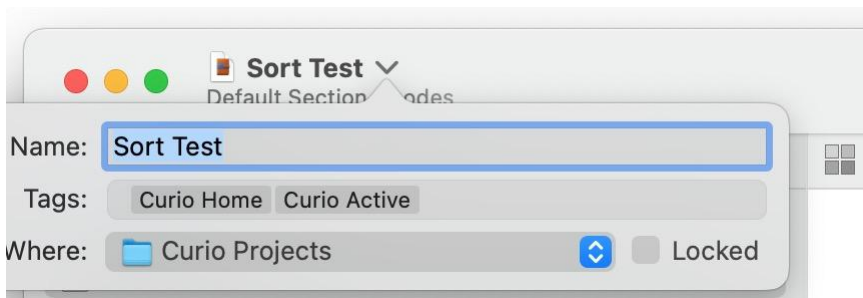 Sort Test
Default Section
Name: Sort Test
Tags: Curio Home Curio Active
Where: Curio Projects Locked